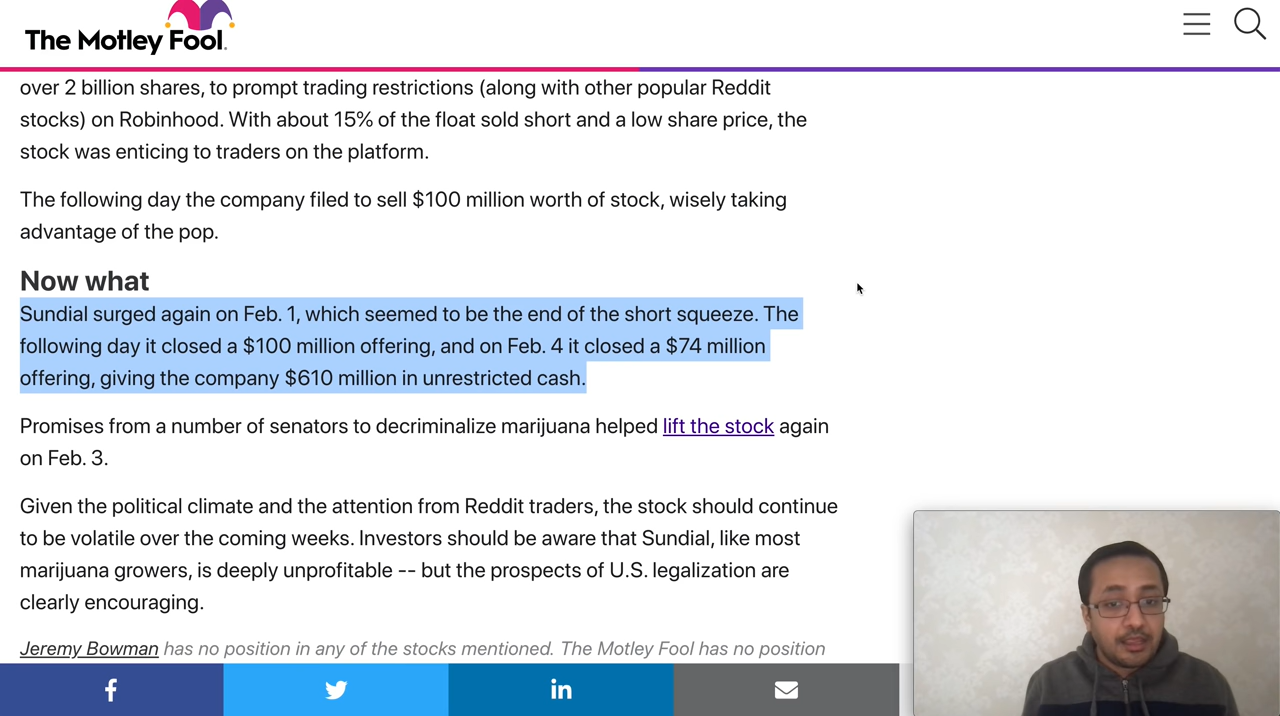 The Motley Fool.
over 2 billion shares, to prompt trading restrictions (along with other popular Reddit
stocks) on Robinhood. With about 15% of the float sold short and a low share price, the
stock was enticing to traders on the platform.
The following day the company filed to sell $100 million worth of stock, wisely taking
advantage of the pop.
Now what
Sundial surged again on Feb. 1, which seemed to be the end of the short squeeze. The
following day it closed a $100 million offering, and on Feb. 4 it closed a $74 million
offering, giving the company $610 million in unrestricted cash.
Promises from a number of senators to decriminalize marijuana helped lift the stock again
on Feb. 3.
Given the political climate and the attention from Reddit traders, the stock should continue
to be volatile over the coming weeks. Investors should be aware that Sundial, like most
marijuana growers, is deeply unprofitable -- but the prospects of U.S. legalization are
clearly encouraging.
Jeremy Bowman has no position in any of the stocks mentioned. The Motley Fool has no position